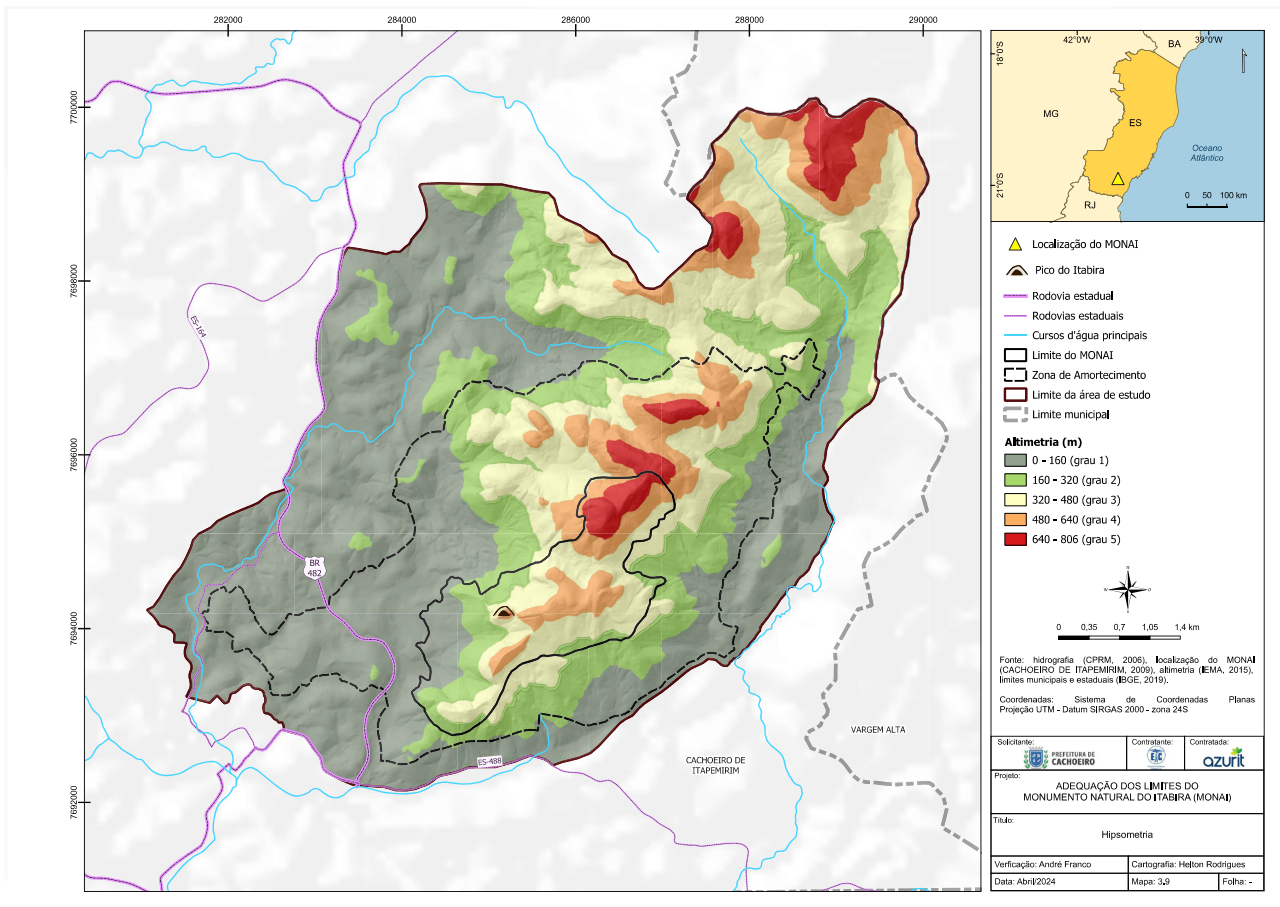 282000
284000
286000
288000
290000
7700000
7698000
7696000
7694000
7692000
ES-164
BR
482
ES-488
CACHOEIRO DE
ITAPEMIRIM
VARGEM ALTA
42°0'W
39°0'W
18°0'S
21°0'S
BA
MG
ES
RJ
Oceano
Atlântico
0 50 100 km
Localização do MONAI
Pico do Itabira
Rodovia estadual
Rodovias estaduais
Cursos d'água principais
Limite do MONAI
Zona de Amortecimento
Limite da área de estudo
Limite municipal
Altimetria (m)
0 - 160 (grau 1)
160 - 320 (grau 2)
320 - 480 (grau 3)
480 - 640 (grau 4)
640 - 806 (grau 5)
N
W O
S
0 0,35 0,7 1,05 1,4 km
Fonte: hidrografia (CPRM, 2006), localização do MONAI
(CACHOEIRO DE ITAPEMIRIM, 2009), altimetria (IEMA, 2015),
limites municipais e estaduais (IBGE, 2019).
Coordenadas: Sistema de Coordenadas Planas
Projeção UTM - Datum SIRGAS 2000 - zona 24S
Solicitante:
PREFEITURA DE
CACHOEIRO
Contratante:
Contratada:
azurit
Projeto:
ADEQUAÇÃO DOS LIMITES DO
MONUMENTO NATURAL DO ITABIRA (MONAI)
Título:
Hipsometria
Verficação: André Franco
Cartografia: Helton Rodrigues
Data: Abril/2024
Mapa: 3.9
Folha: -